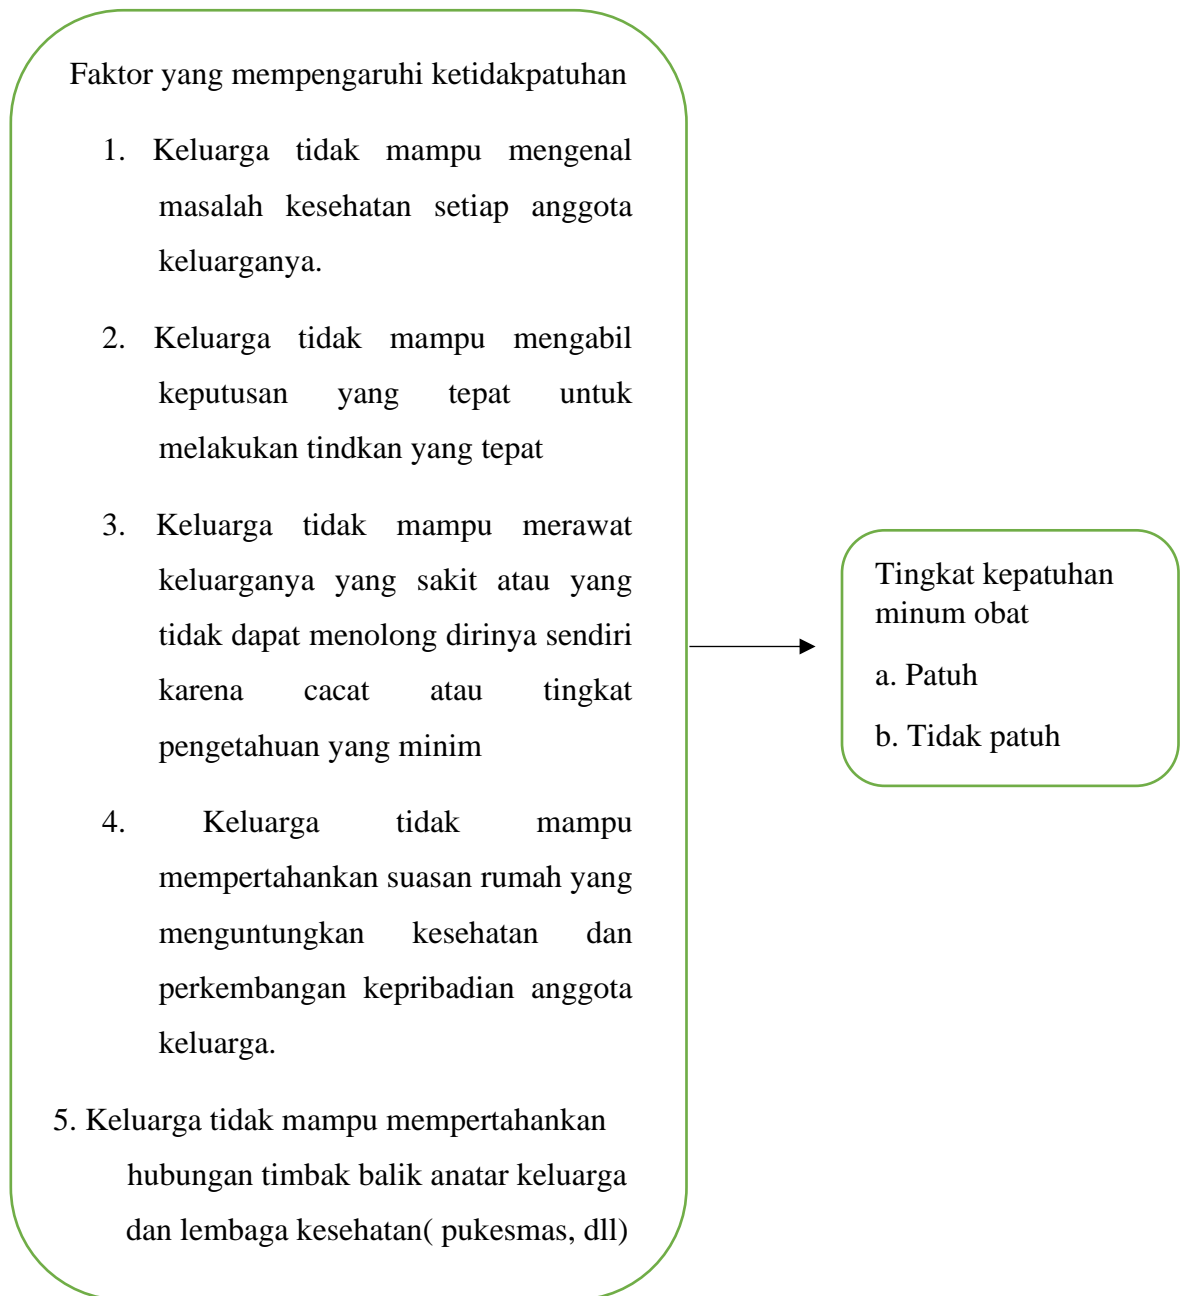 Faktor yang mempengaruhi ketidakpatuhan
1. Keluarga tidak mampu mengenal
masalah kesehatan setiap anggota
keluarganya.
2. Keluarga tidak mampu mengabil
keputusan yang tepat untuk
melakukan tindkan yang tepat
3. Keluarga tidak mampu merawat
keluarganya yang sakit atau yang
tidak dapat menolong dirinya sendiri
karena cacat atau tingkat
pengetahuan yang minim
4. Keluarga tidak mampu
mempertahankan suasan rumah yang
menguntungkan kesehatan dan
perkembangan kepribadian anggota
keluarga.
5. Keluarga tidak mampu mempertahankan
hubungan timbak balik anatar keluarga
dan lembaga kesehatan( pukesmas, dll)
Tingkat kepatuhan
minum obat
a. Patuh
b. Tidak patuh